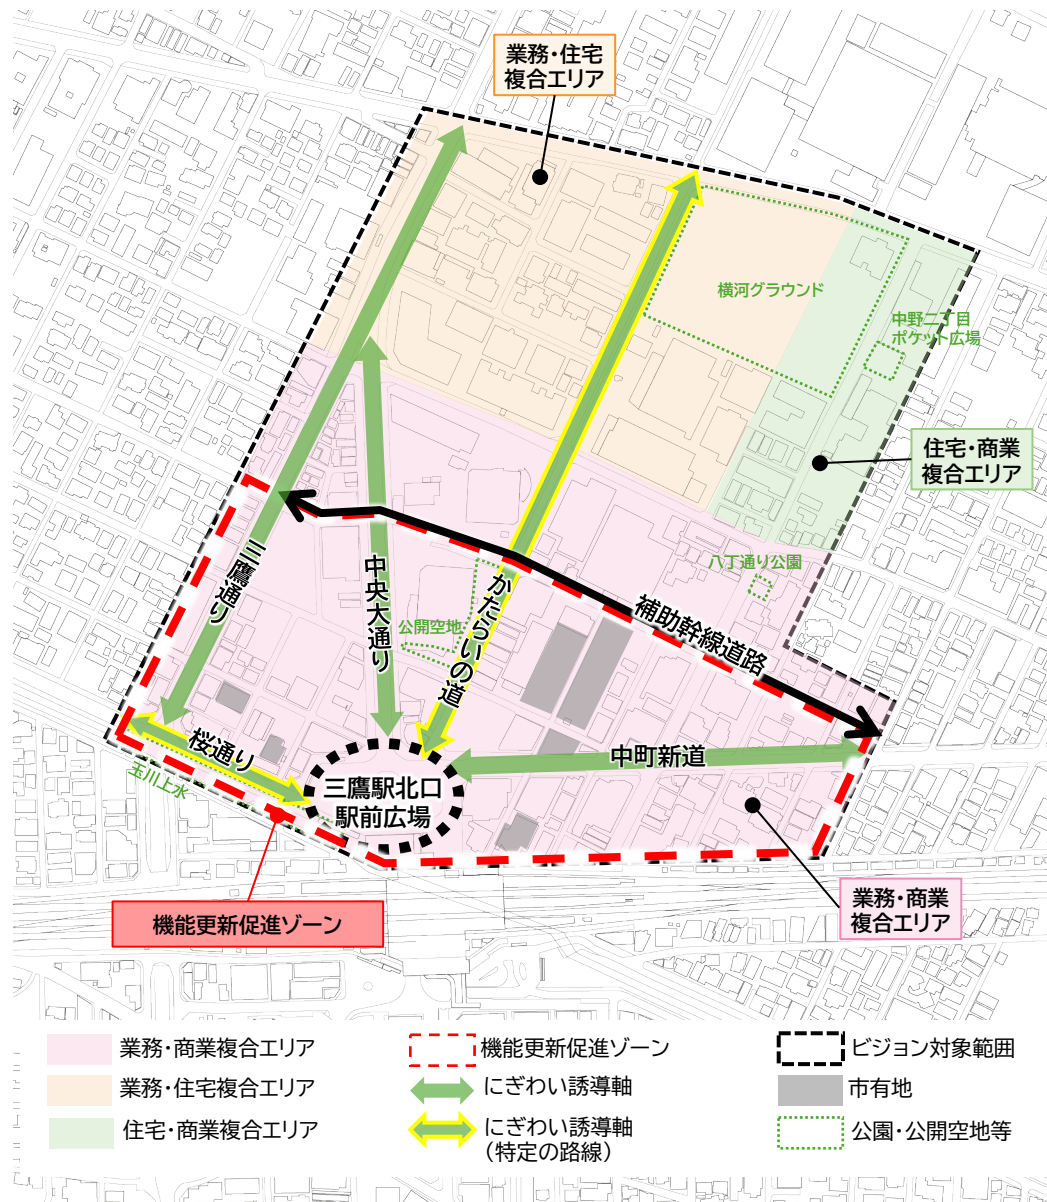 業務・住宅
複合エリア
横河グラウンド
中野二丁目
ポケット広場
住宅・商業
複合エリア
八丁通り公園
三鷹通り
中央大通り
かたらいの道
公開空地
補助幹線道路
桜通り
玉川上水
三鷹駅北口
駅前広場
中町新道
機能更新促進ゾーン
業務・商業
複合エリア
業務・商業複合エリア
業務・住宅複合エリア
住宅・商業複合エリア
機能更新促進ゾーン
にぎわい誘導軸
にぎわい誘導軸
(特定の路線)
ビジョン対象範囲
市有地
公園・公開空地等